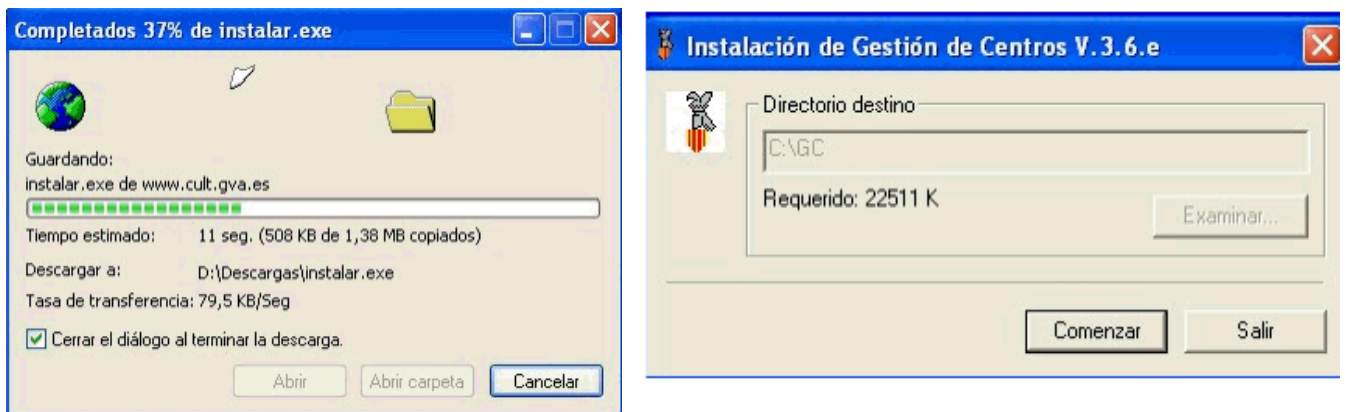 Completados 37% de instalar.exe
Guardando:
instalar.exe de www.cult.gva.es
Tiempo estimado: 11 seg. (508 KB de 1,38 MB copiados)
Descargar a: D:\Descargas\instalar.exe
Tasa de transferencia: 79,5 KB/Seg
Cerrar el diálogo al terminar la descarga.
Abrir Abrir carpeta Cancelar
Instalación de Gestión de Centros V.3.6.e
Directorio destino
C:\GC
Requerido: 22511 K
Examinar...
Comenzar Salir